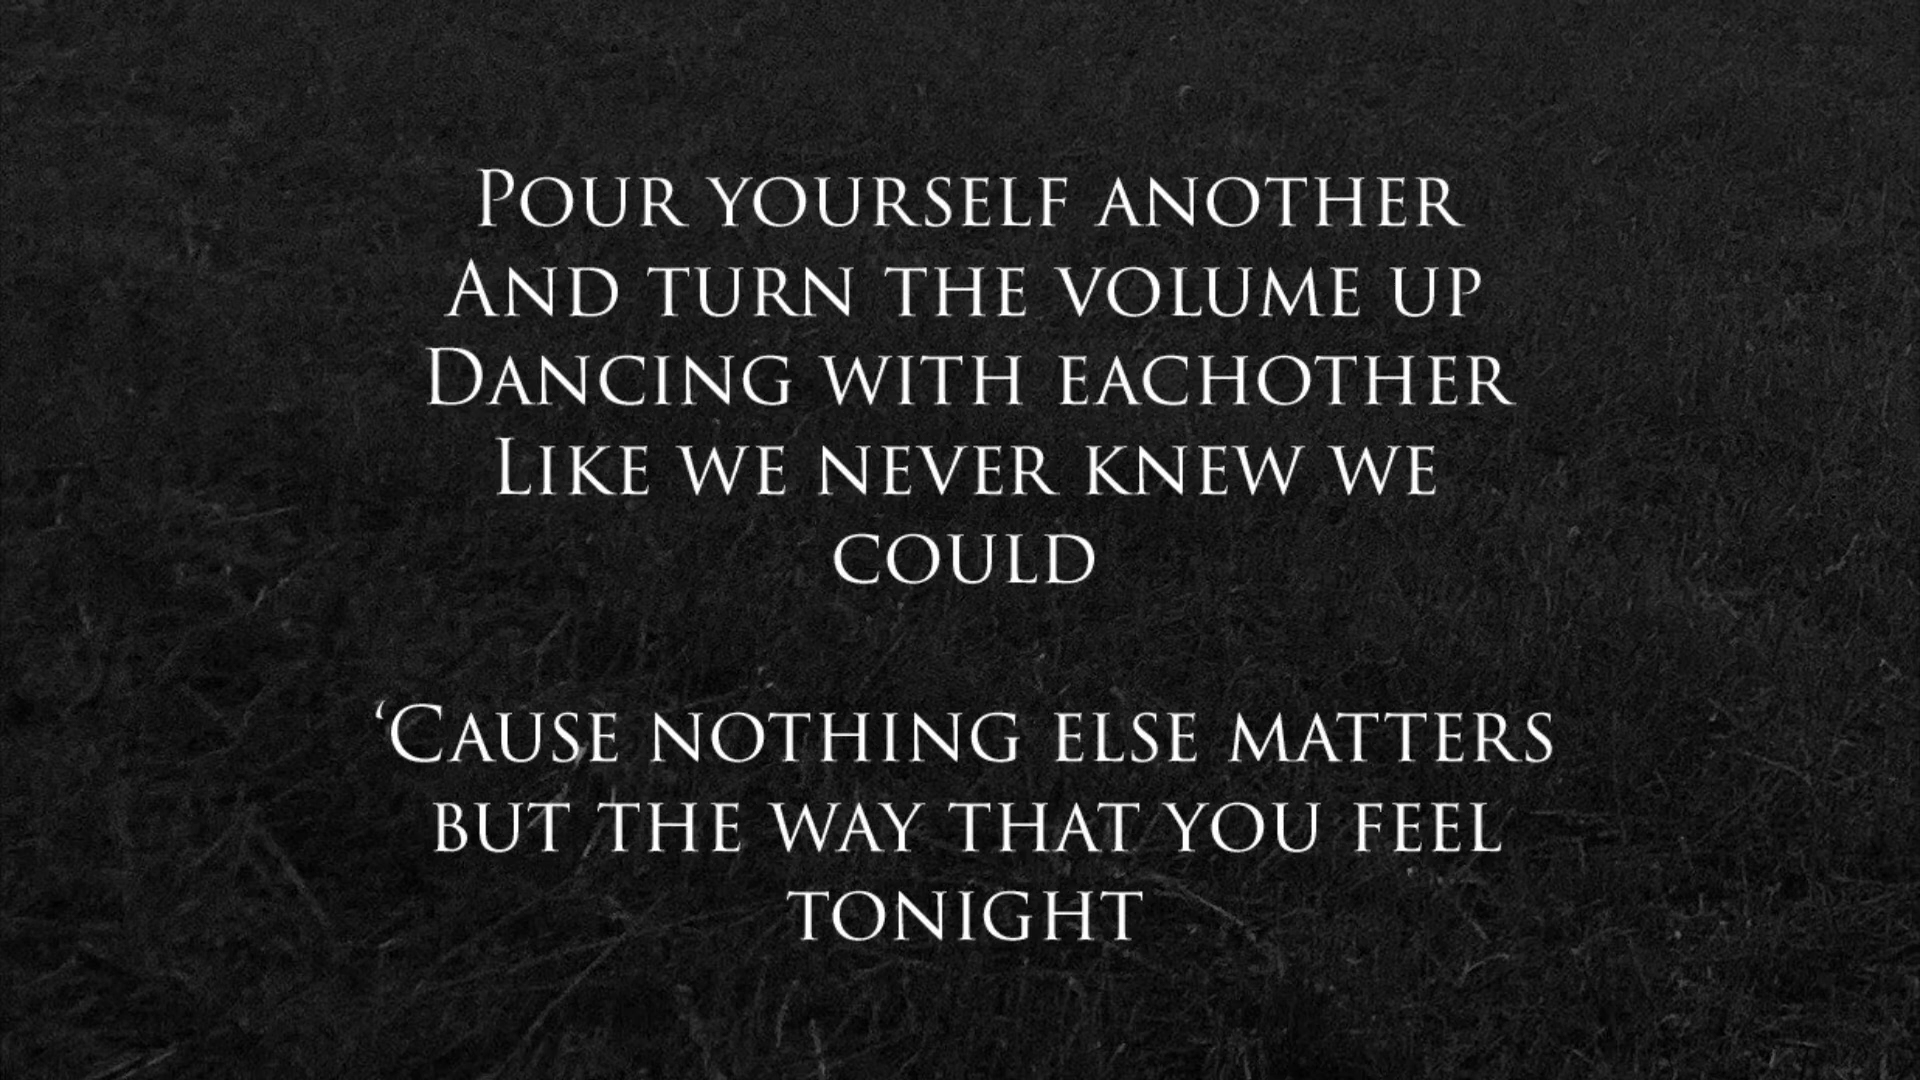 Pour yourself another
And turn the volume up
Dancing with eachother
Like we never knew we
could
‘Cause nothing else matters
but the way that you feel
tonight